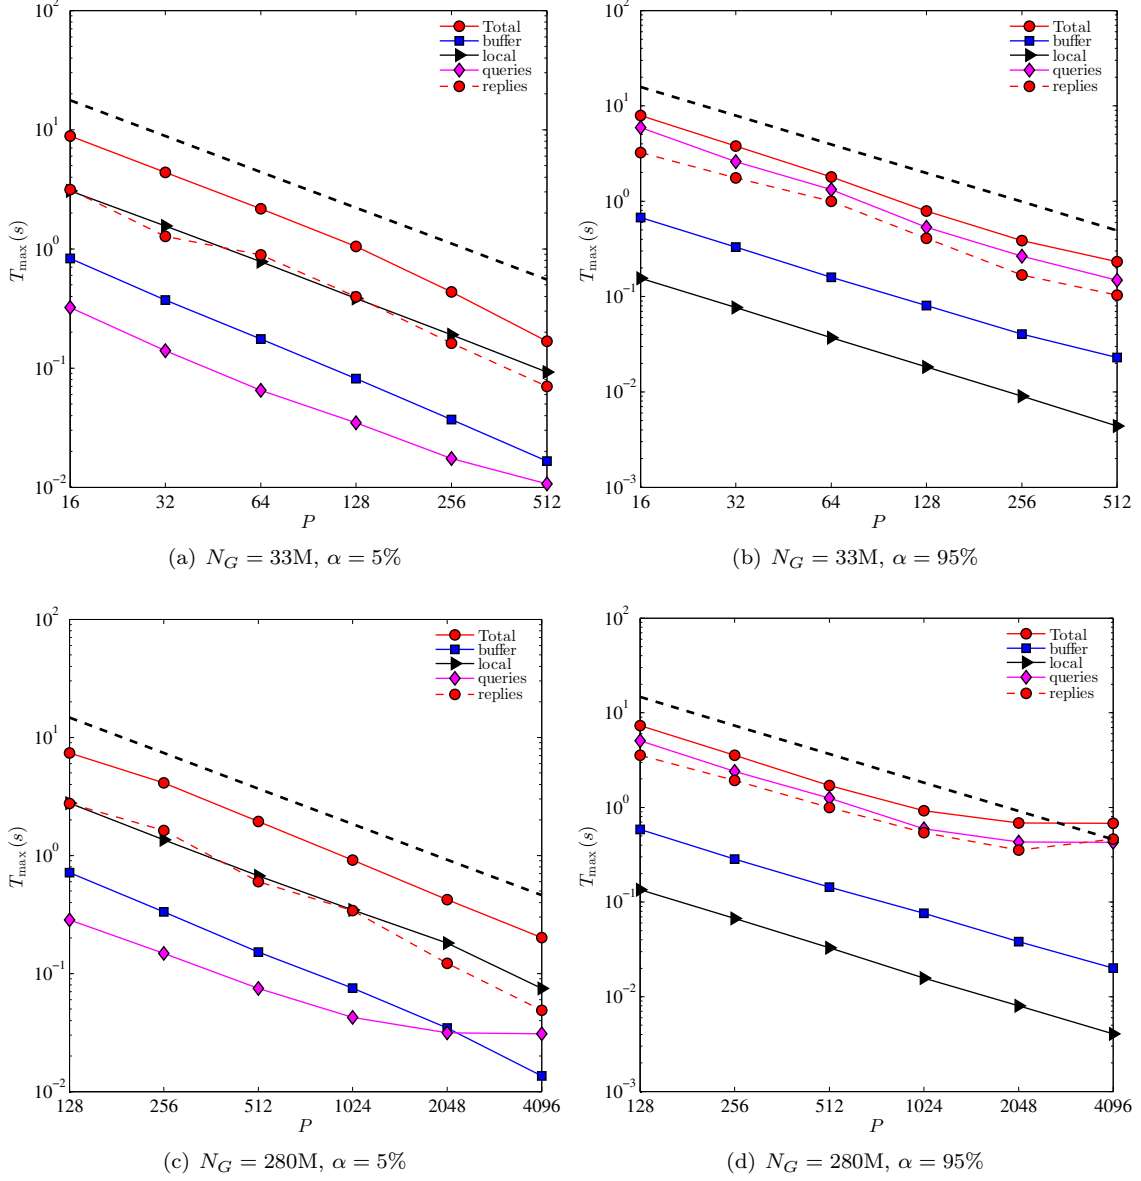 10^2
10^1
10^0
10^{-1}
10^{-2}
T_max(s)
Total
buffer
local
queries
replies
16 32 64 128 256 512
P
(a) N_G = 33M, α = 5%
10^2
10^1
10^0
10^{-1}
10^{-2}
10^{-3}
T_max(s)
Total
buffer
local
queries
replies
16 32 64 128 256 512
P
(b) N_G = 33M, α = 95%
10^2
10^1
10^0
10^{-1}
10^{-2}
T_max(s)
Total
buffer
local
queries
replies
128 256 512 1024 2048 4096
P
(c) N_G = 280M, α = 5%
10^2
10^1
10^0
10^{-1}
10^{-2}
10^{-3}
T_max(s)
Total
buffer
local
queries
replies
128 256 512 1024 2048 4096
P
(d) N_G = 280M, α = 95%